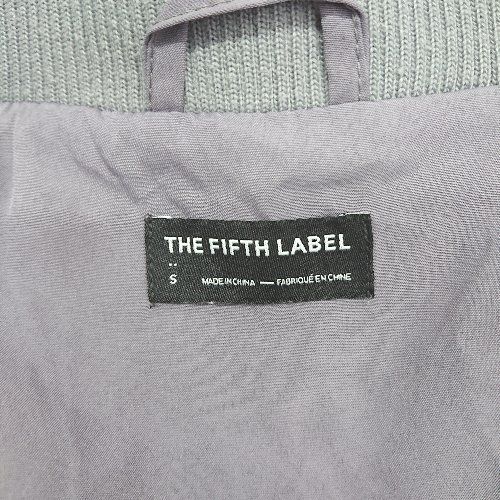 THE FIFTH LABEL
S MADE IN CHINA — FABRIQUÉ EN CHINE